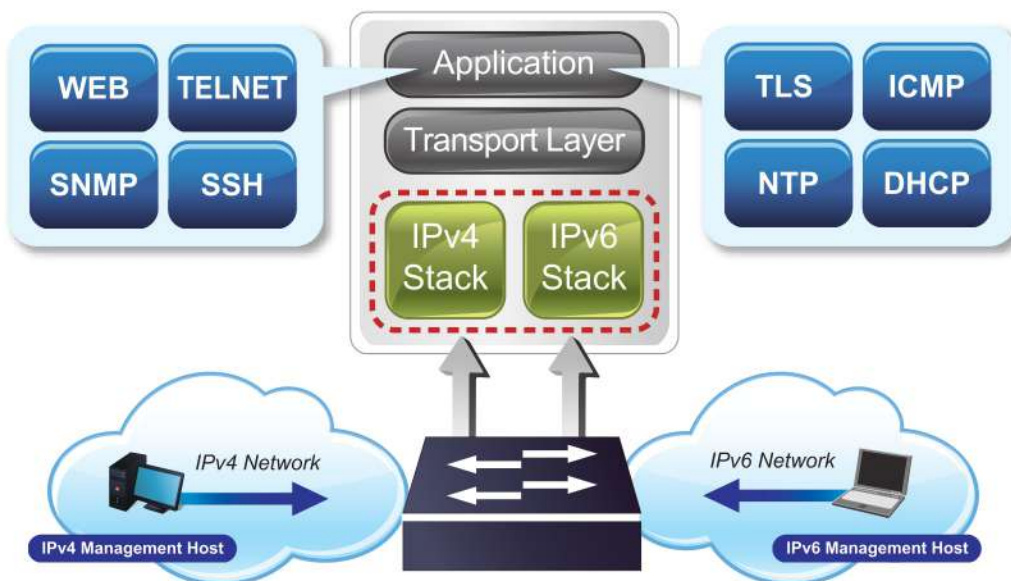 WEB
TELNET
SNMP
SSH
Application
Transport Layer
IPv4
Stack
IPv6
Stack
TLS
ICMP
NTP
DHCP
IPv4 Network
IPv4 Management Host
IPv6 Network
IPv6 Management Host